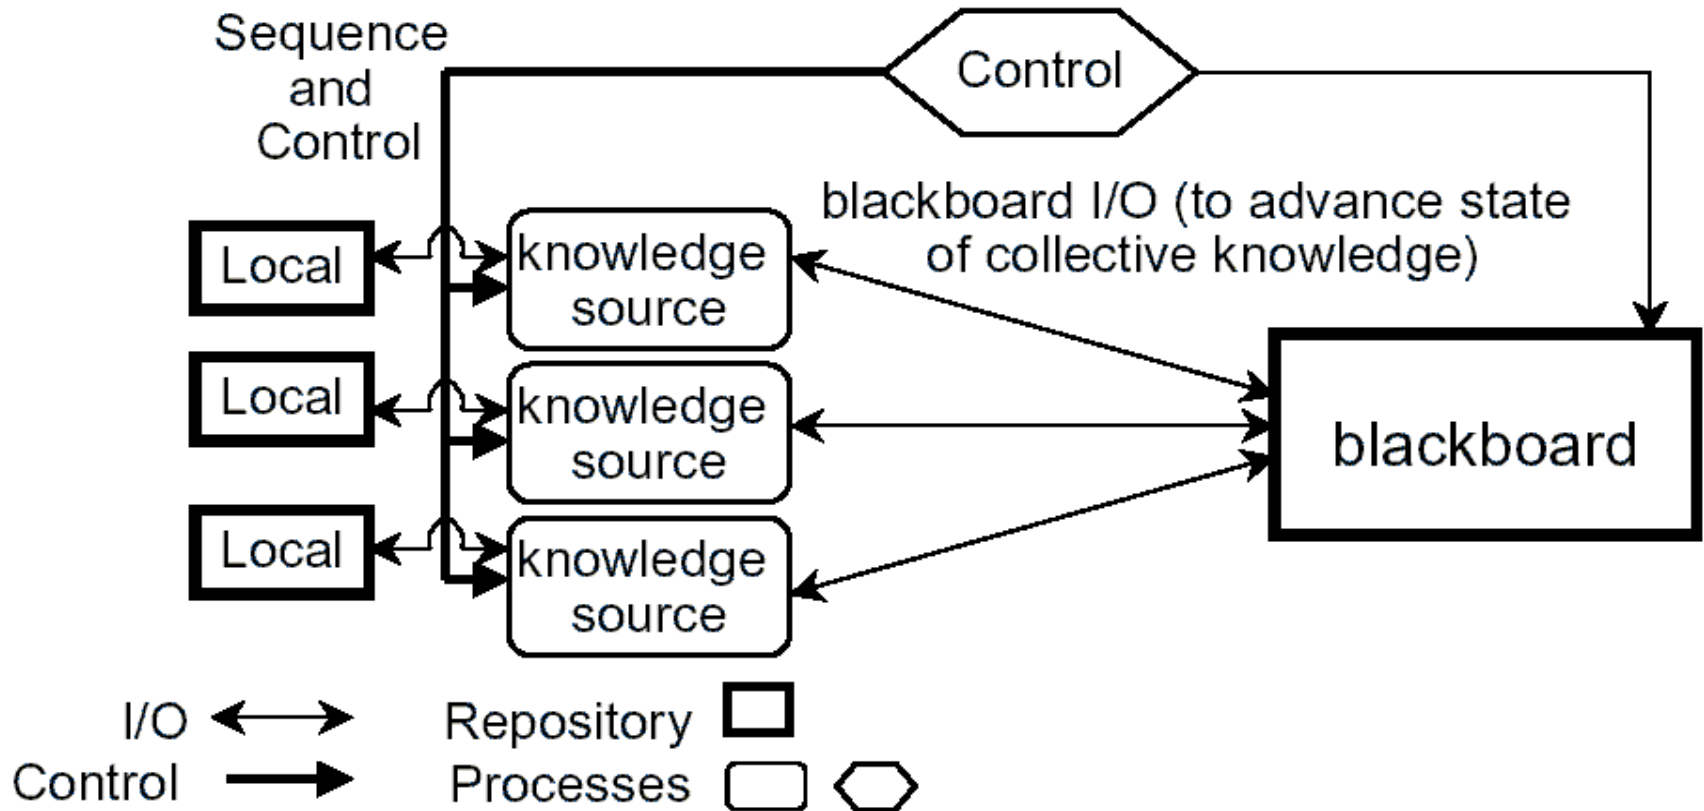 Sequence
and
Control
Control
blackboard I/O (to advance state
of collective knowledge)
Local
knowledge
source
Local
knowledge
source
Local
knowledge
source
blackboard
I/O
Repository
Control
Processes